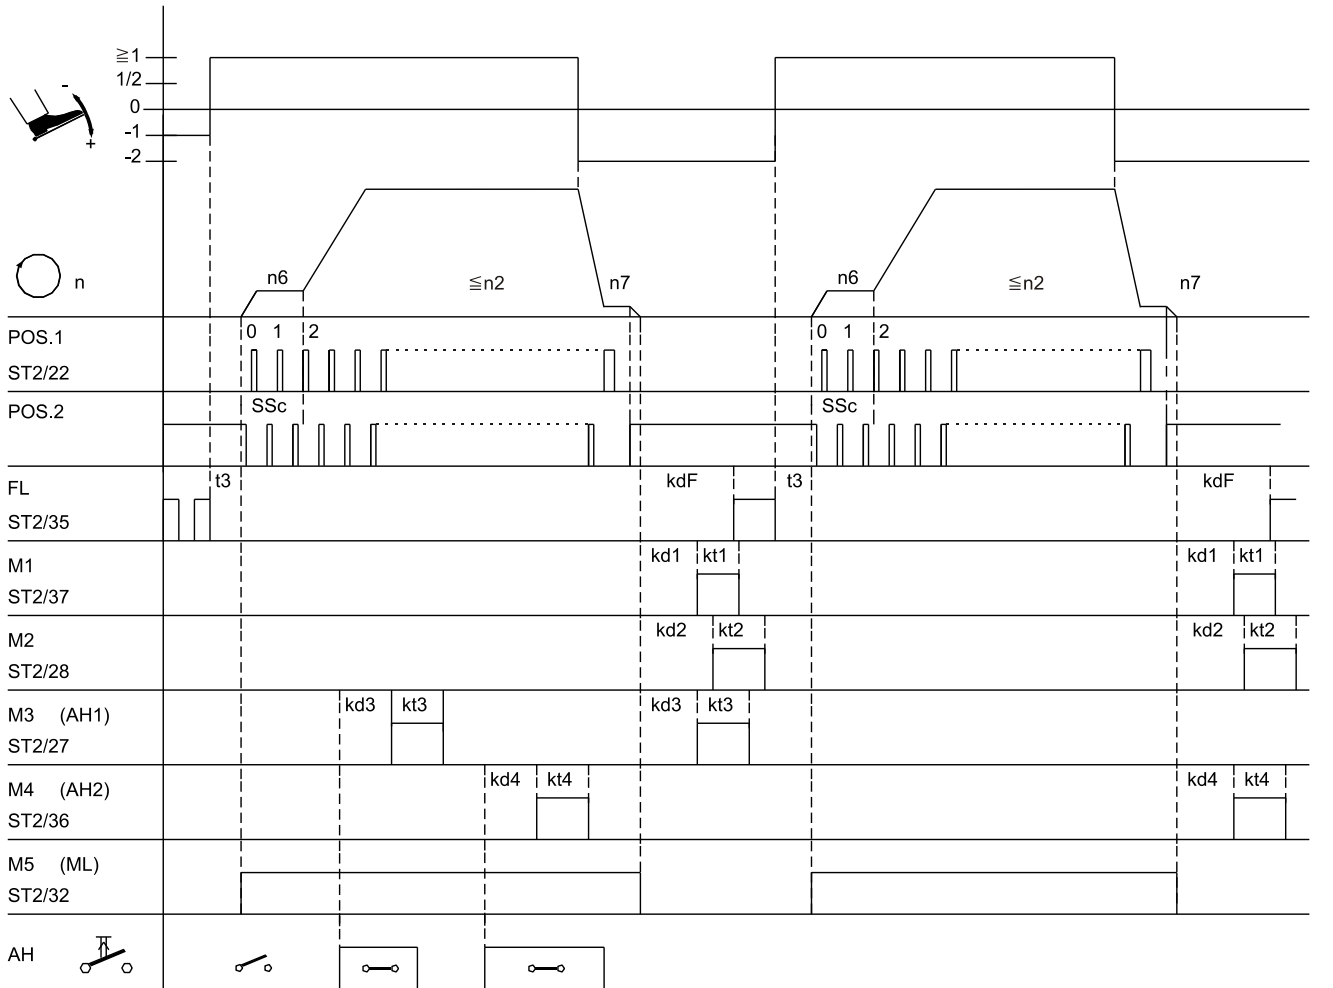 ≧1
1/2
0
-1
-2
-
+
n
n6 ≦n2 n7 n6 ≦n2 n7
POS.1
ST2/22
0 1 2 0 1 2
POS.2
SSc SSc
FL
ST2/35
t3 kdF t3 kdF
M1
ST2/37
kd1 kt1 kd1 kt1
M2
ST2/28
kd2 kt2 kd2 kt2
M3 (AH1)
ST2/27
kd3 kt3 kd3 kt3
M4 (AH2)
ST2/36
kd4 kt4 kd4 kt4
M5 (ML)
ST2/32
AH